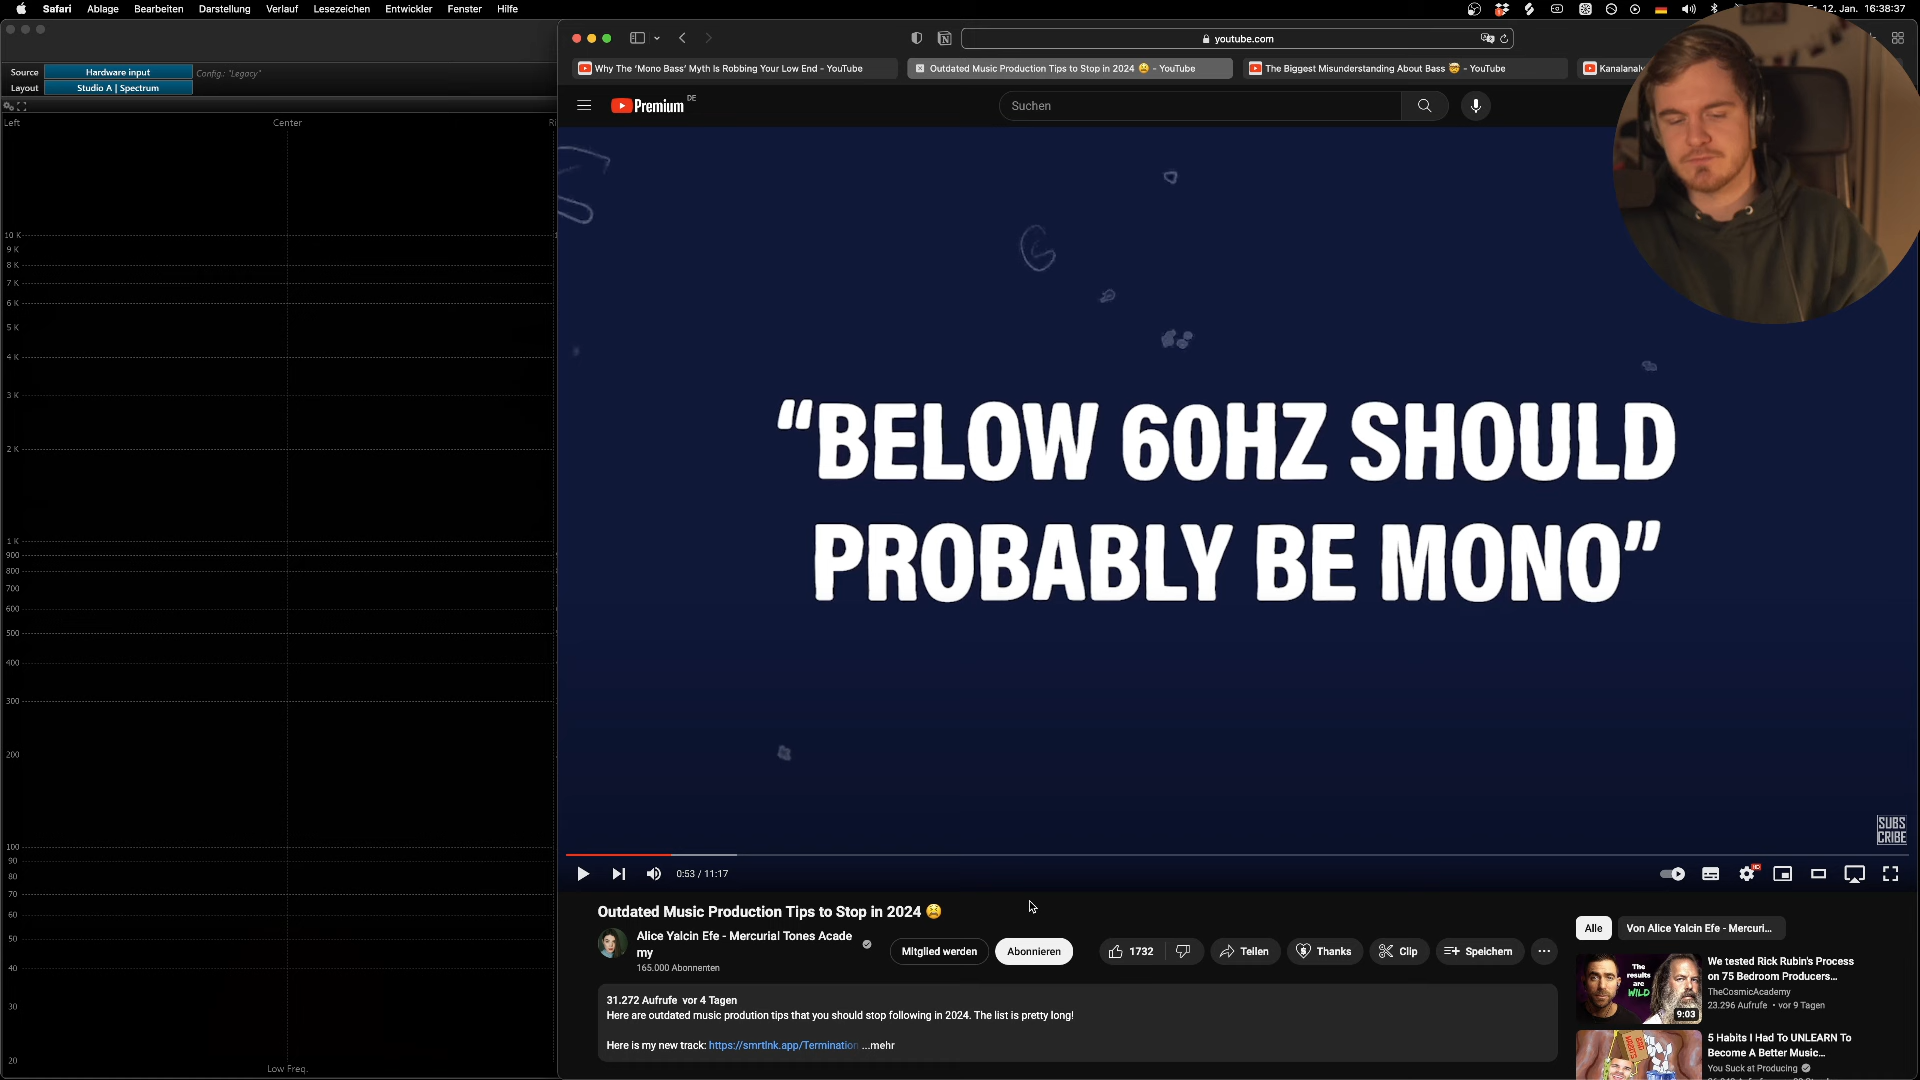 Safari Ablage Bearbeiten Darstellung Verlauf Lesezeichen Entwickler Fenster Hilfe
12. Jan. 16:38:37
Source Hardware input Config.: "Legacy"
Layout Studio A | Spectrum
Left Center
10 K
9 K
8 K
7 K
6 K
5 K
4 K
3 K
2 K
1 K
900
800
700
600
500
400
300
200
100
90
80
70
60
50
40
30
20
Low Freq.
youtube.com
Why The ‘Mono Bass’ Myth Is Robbing Your Low End - YouTube
Outdated Music Production Tips to Stop in 2024 😫 - YouTube
The Biggest Misunderstanding About Bass 🤯 - YouTube
Premium DE
Suchen
“BELOW 60HZ SHOULD
PROBABLY BE MONO”
SUBS
CRIBE
0:53 / 11:17
HD
Outdated Music Production Tips to Stop in 2024 😫
Alice Yalcin Efe - Mercurial Tones Acade
my
165.000 Abonnenten
Mitglied werden
Abonnieren
1732
Teilen
Thanks
Clip
Speichern
31.272 Aufrufe vor 4 Tagen
Here are outdated music prodution tips that you should stop following in 2024. The list is pretty long!
Here is my new track: https://smrtlnk.app/Termination ...mehr
Alle
Von Alice Yalcin Efe - Mercuri...
The
results
are
WILD
9:03
We tested Rick Rubin's Process
on 75 Bedroom Producers...
TheCosmicAcademy
23.296 Aufrufe • vor 9 Tagen
5 Habits I Had To UNLEARN To
Become A Better Music...
You Suck at Producing